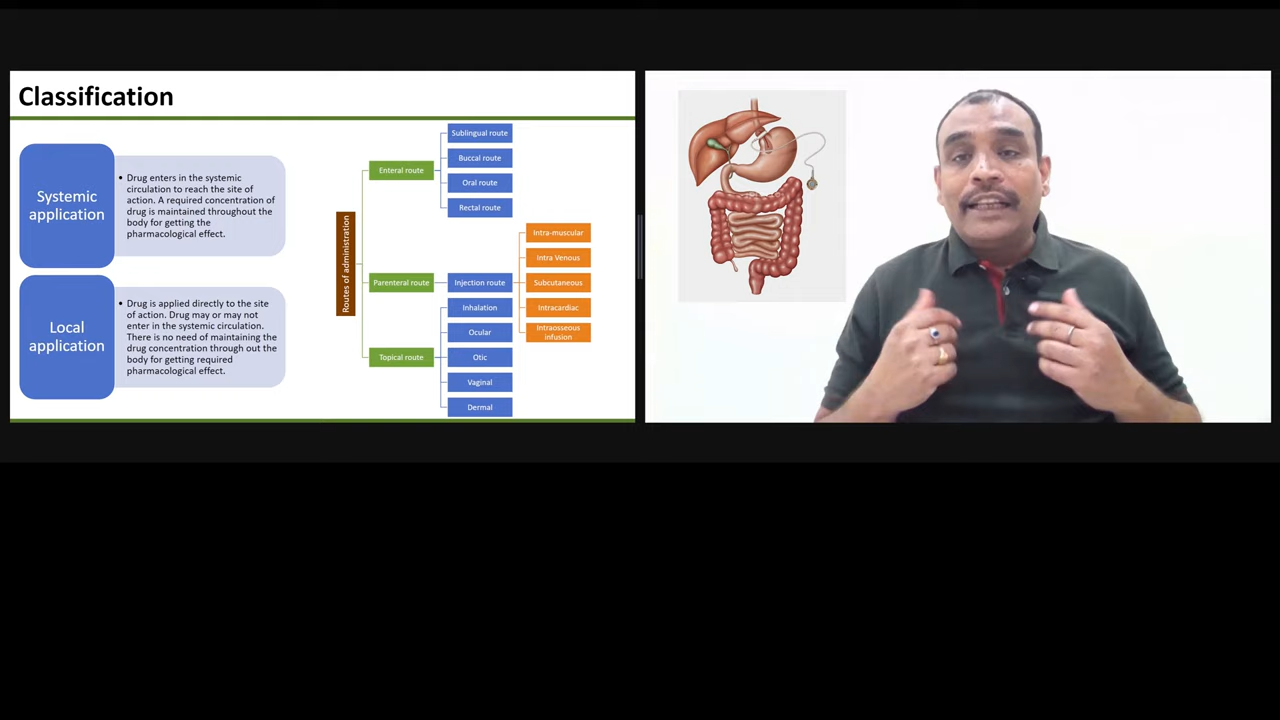 Classification
Systemic
application
• Drug enters in the systemic
circulation to reach the site of
action. A required concentration of
drug is maintained throughout the
body for getting the
pharmacological effect.
Local
application
• Drug is applied directly to the site
of action. Drug may or may not
enter in the systemic circulation.
There is no need of maintaining the
drug concentration through out the
body for getting required
pharmacological effect.
Routes of administration
Enteral route
Sublingual route
Buccal route
Oral route
Rectal route
Parenteral route
Injection route
Intra-muscular
Intra Venous
Subcutaneous
Intracardiac
Intraosseous
infusion
Topical route
Inhalation
Ocular
Otic
Vaginal
Dermal